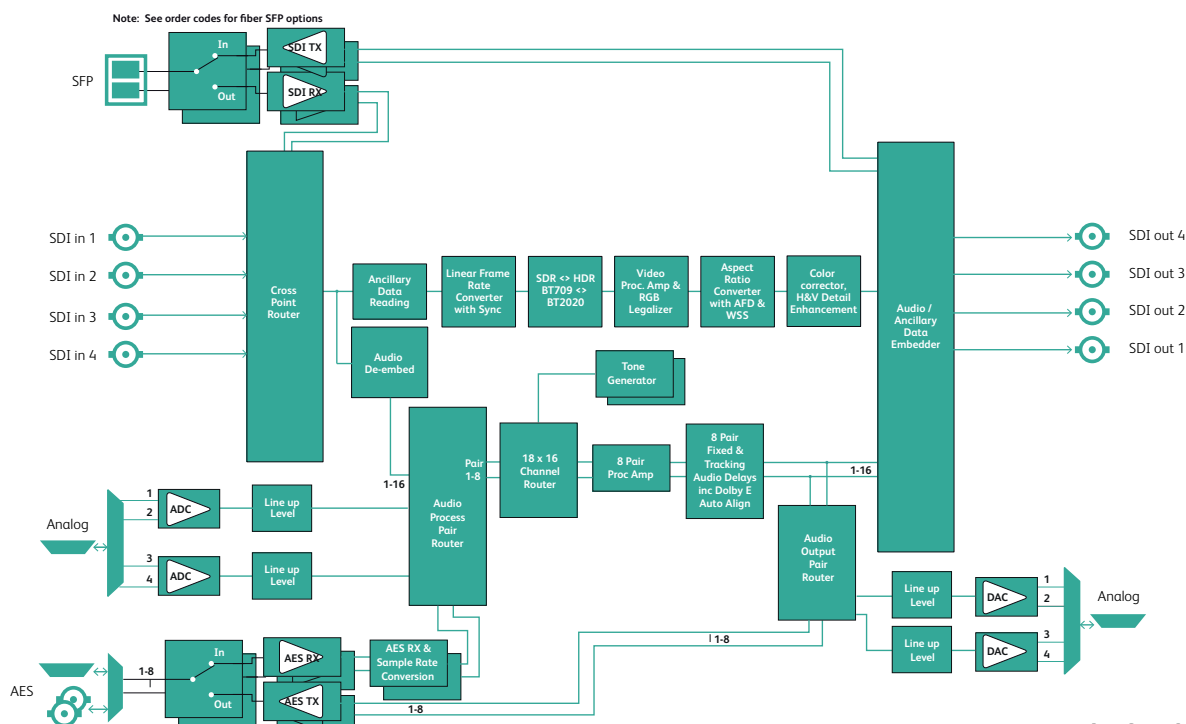 Note: See order codes for fiber SFP options
In
SDI TX
SFP
Out
SDI RX
SDI in 1
SDI in 2
SDI in 3
SDI in 4
Cross
Point
Router
Ancillary
Data
Reading
Linear Frame
Rate
Converter
with Sync
SDR <> HDR
BT709 <>
BT2020
Video
Proc. Amp &
RGB
Legalizer
Aspect
Ratio
Converter
with AFD &
WSS
Color
corrector,
H&V Detail
Enhancement
Audio /
Ancillary
Data
Embedder
SDI out 4
SDI out 3
SDI out 2
SDI out 1
Audio
De-embed
Tone
Generator
1-16
Pair
1-8
Audio
Process
Pair
Router
18 x 16
Channel
Router
8 Pair
Proc Amp
8 Pair
Fixed &
Tracking
Audio Delays
inc Dolby E
Auto Align
1-16
Analog
1
2
ADC
Line up
Level
3
4
ADC
Line up
Level
Audio
Output
Pair
Router
Line up
Level
DAC
1
2
Analog
Line up
Level
DAC
3
4
1-8
AES
1-8
In
Out
AES RX
AES TX
AES RX &
Sample Rate
Conversion
1-8